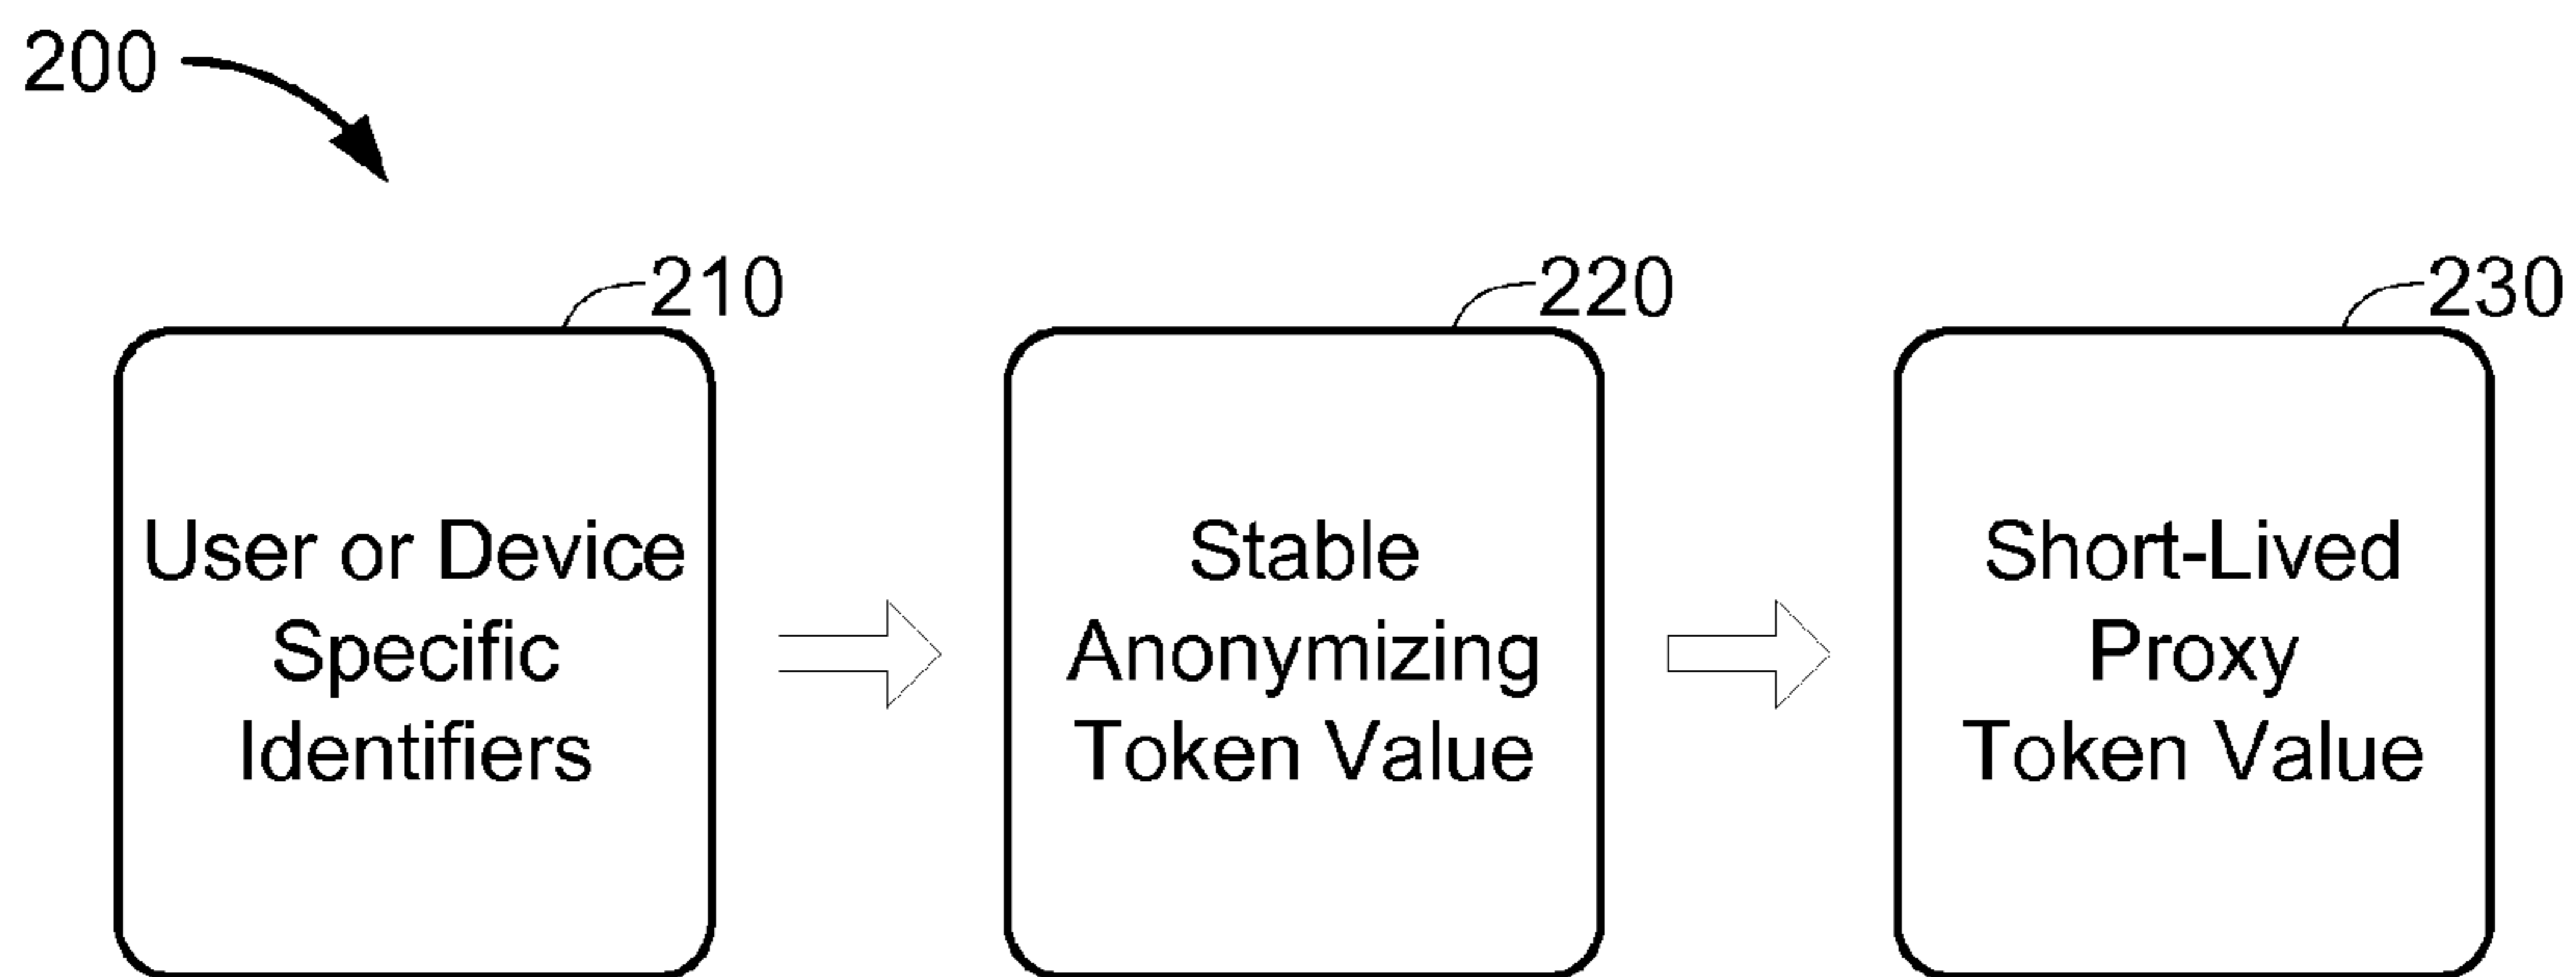 200
210
220
230
User or Device
Specific
Identifiers
Stable
Anonymizing
Token Value
Short-Lived
Proxy
Token Value